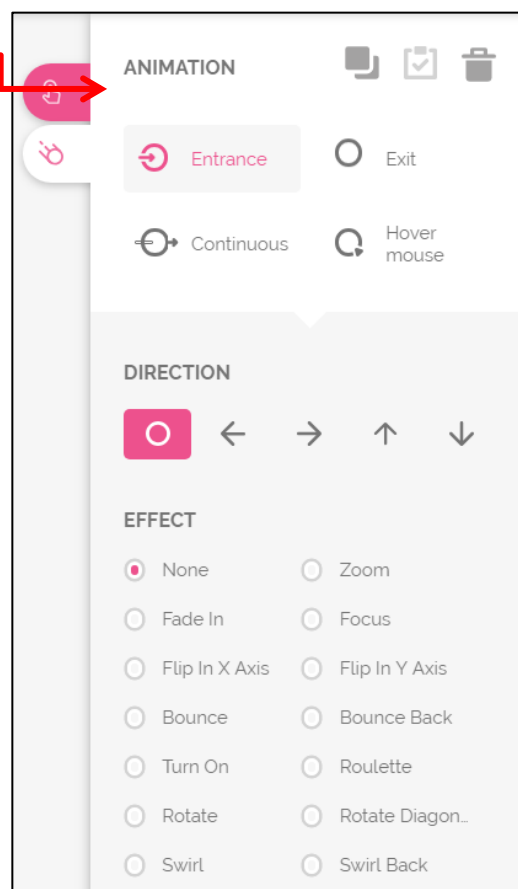 ANIMATION
Entrance Exit
Continuous Hover
mouse
DIRECTION
EFFECT
None Zoom
Fade In Focus
Flip In X Axis Flip In Y Axis
Bounce Bounce Back
Turn On Roulette
Rotate Rotate Diagon...
Swirl Swirl Back